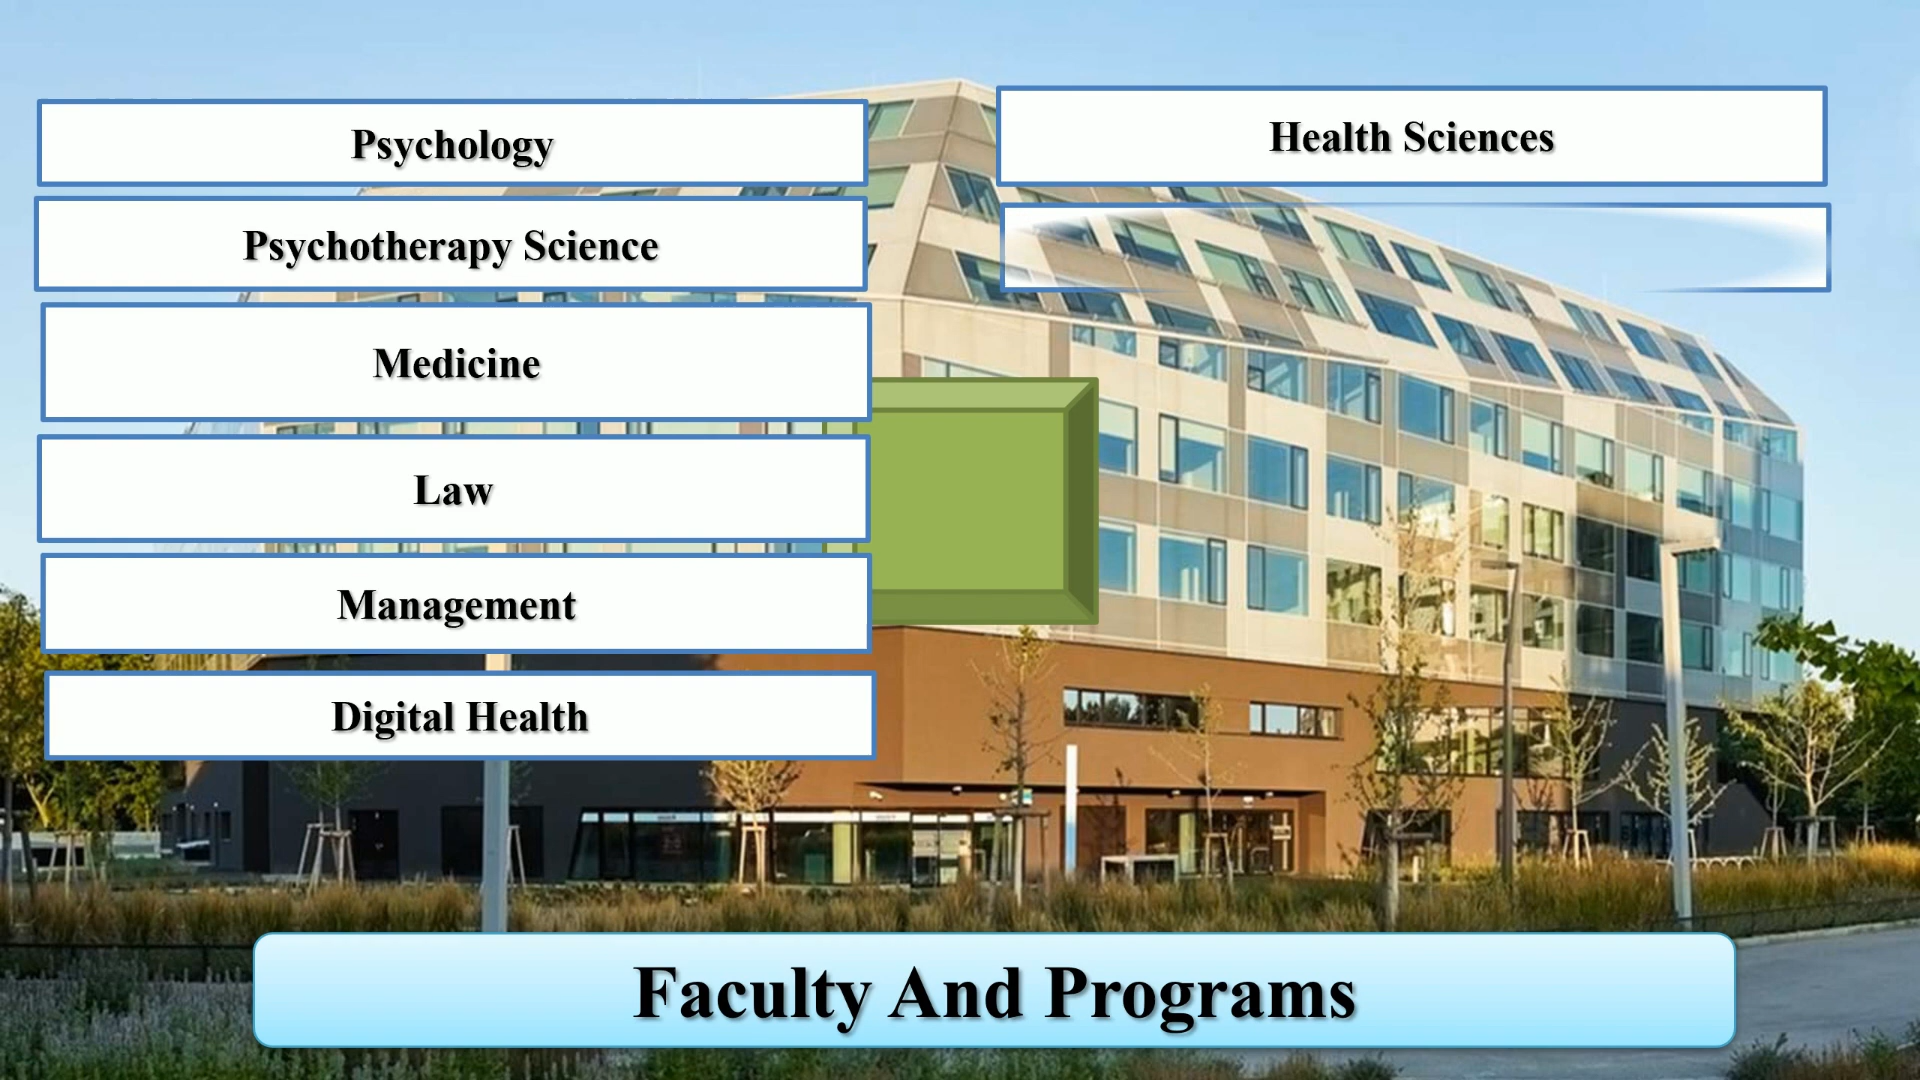 Psychology
Psychotherapy Science
Medicine
Law
Management
Digital Health
Health Sciences
Faculty And Programs